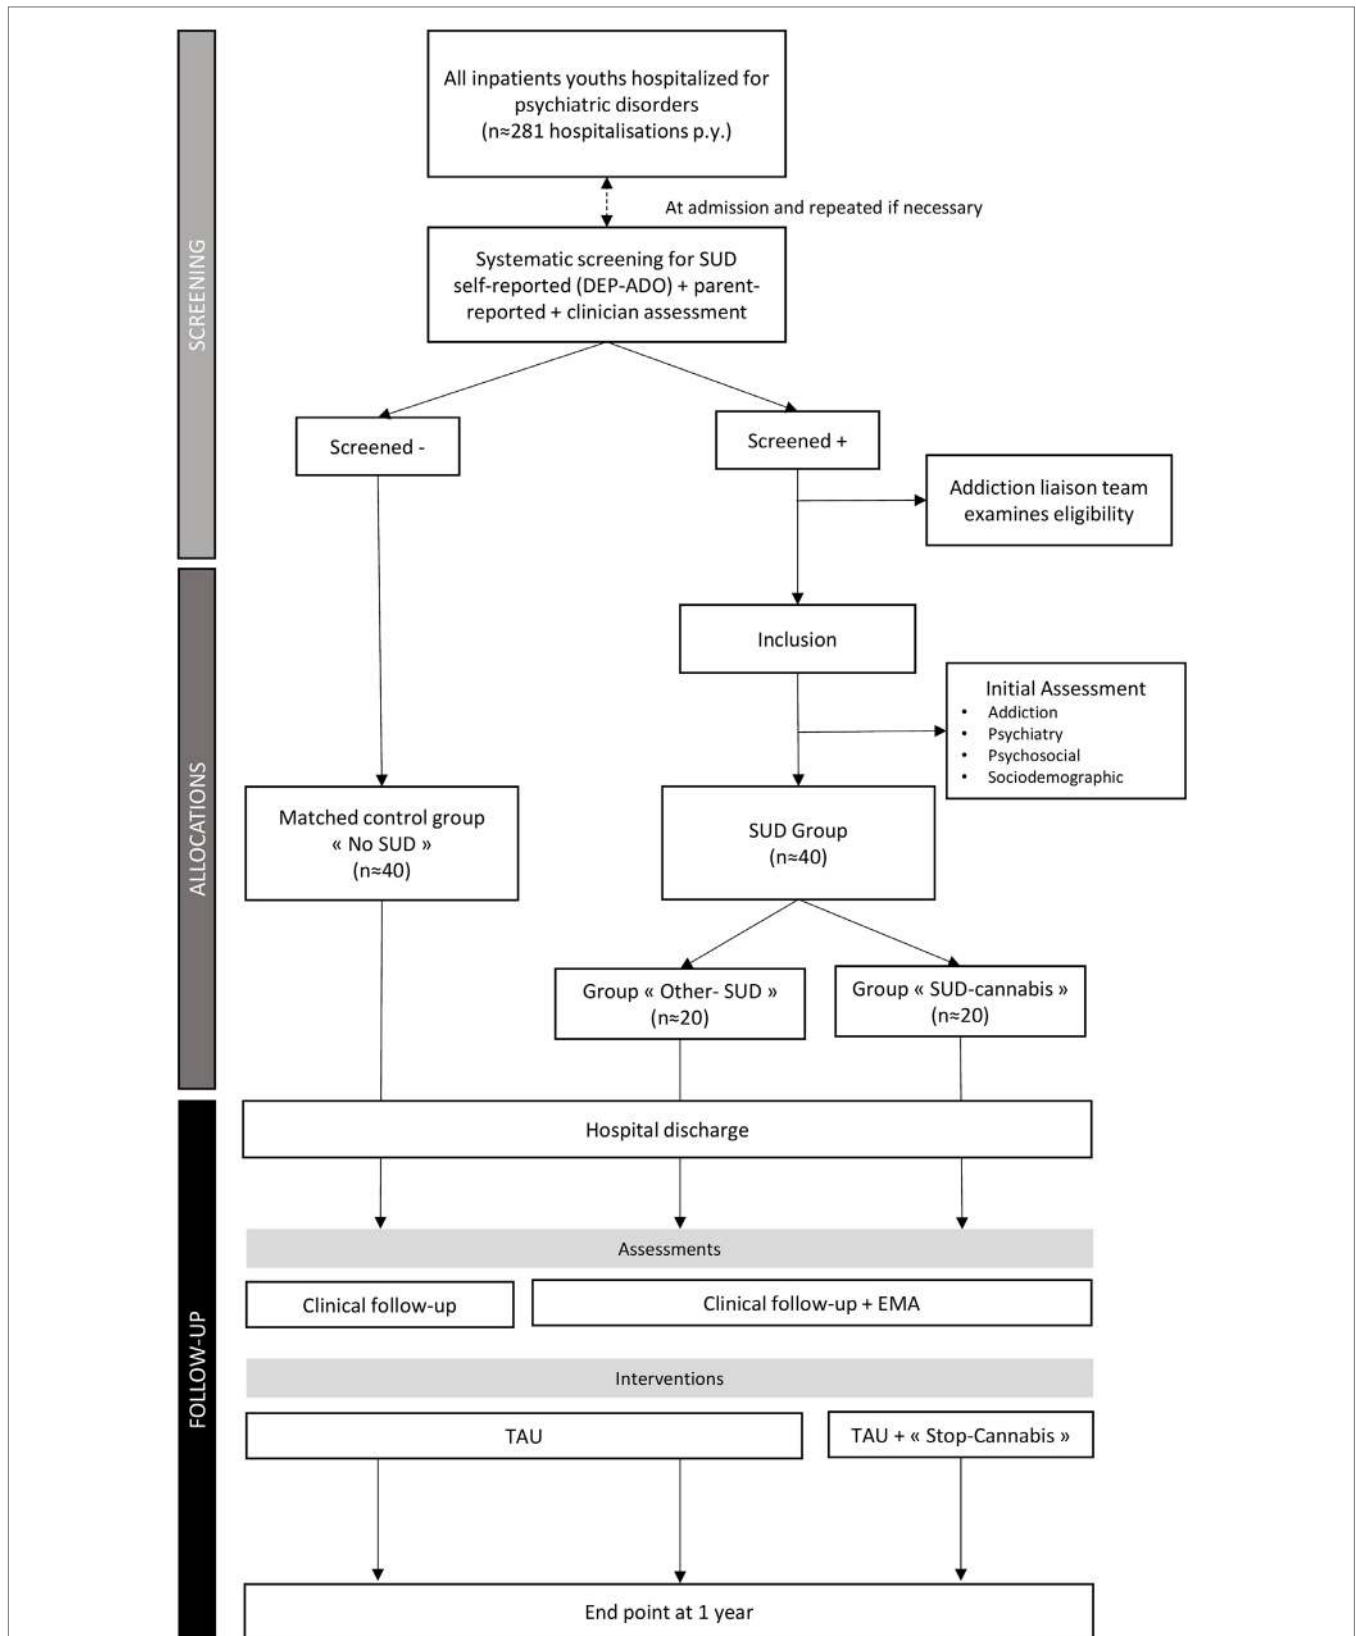 All inpatients youths hospitalized for
psychiatric disorders
(n≈281 hospitalisations p.y.)
At admission and repeated if necessary
SCREENING
Systematic screening for SUD
self-reported (DEP-ADO) + parent-
reported + clinician assessment
Screened -
Screened +
Addiction liaison team
examines eligibility
ALLOCATIONS
Inclusion
Initial Assessment
• Addiction
• Psychiatry
• Psychosocial
• Sociodemographic
Matched control group
« No SUD »
(n≈40)
SUD Group
(n≈40)
Group « Other- SUD »
(n≈20)
Group « SUD-cannabis »
(n≈20)
FOLLOW-UP
Hospital discharge
Assessments
Clinical follow-up
Clinical follow-up + EMA
Interventions
TAU
TAU + « Stop-Cannabis »
End point at 1 year